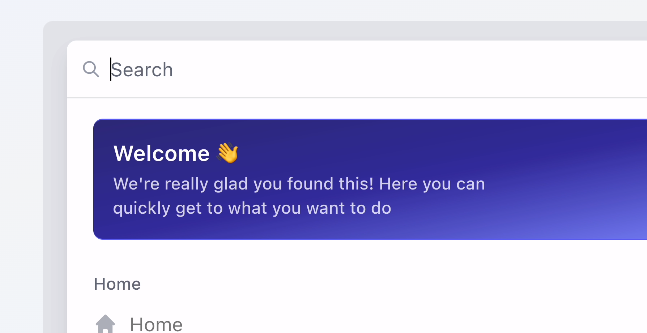 Search
Welcome 👋
We're really glad you found this! Here you can
quickly get to what you want to do
Home
Home